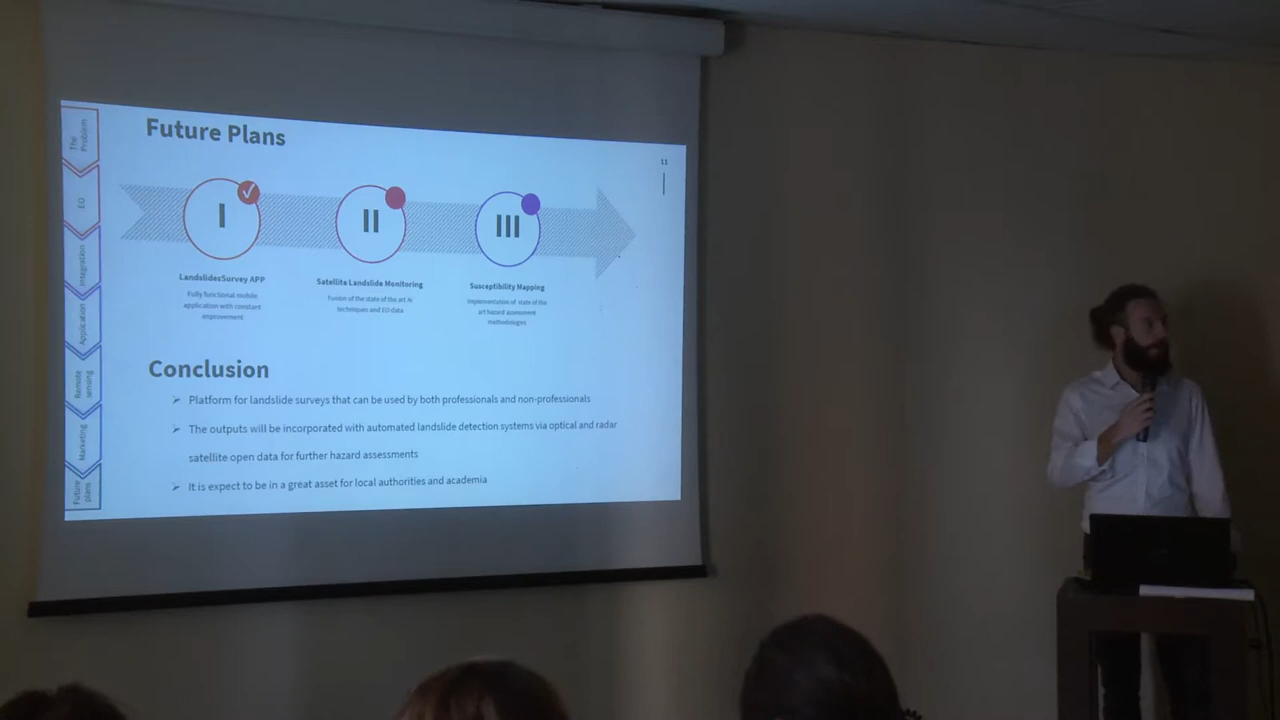 Future Plans
11
The
Problem
EO
Integration
Application
Remote
sensing
Marketing
Future
plans
I
II
III
LandslidesSurvey APP
Fully functional mobile
application with constant
improvement
Satellite Landslide Monitoring
Fusion of the state of the art AI
techniques and EO data
Susceptibility Mapping
Implementation of state of the
art hazard assessment
methodologies
Conclusion
➤ Platform for landslide surveys that can be used by both professionals and non-professionals
➤ The outputs will be incorporated with automated landslide detection systems via optical and radar
satellite open data for further hazard assessments
➤ It is expect to be in a great asset for local authorities and academia